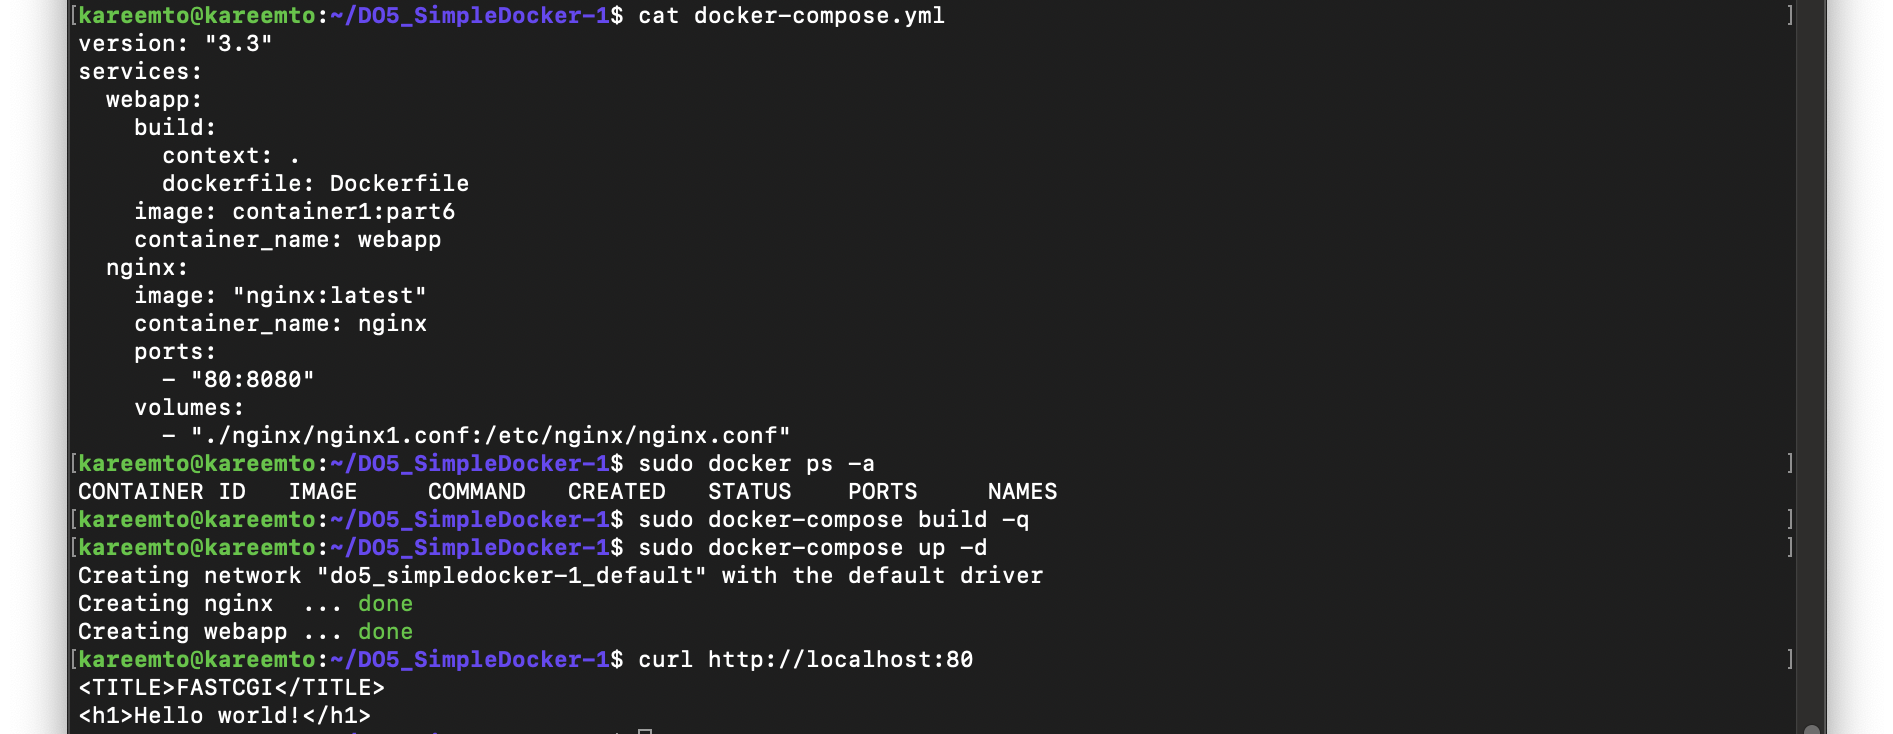 [kareemto@kareemto:~/DO5_SimpleDocker-1$ cat docker-compose.yml ]
version: "3.3"
services:
  webapp:
    build:
      context: .
      dockerfile: Dockerfile
    image: container1:part6
    container_name: webapp
  nginx:
    image: "nginx:latest"
    container_name: nginx
    ports:
      - "80:8080"
    volumes:
      - "./nginx/nginx1.conf:/etc/nginx/nginx.conf"
[kareemto@kareemto:~/DO5_SimpleDocker-1$ sudo docker ps -a ]
CONTAINER ID   IMAGE     COMMAND   CREATED   STATUS    PORTS     NAMES
[kareemto@kareemto:~/DO5_SimpleDocker-1$ sudo docker-compose build -q ]
[kareemto@kareemto:~/DO5_SimpleDocker-1$ sudo docker-compose up -d ]
Creating network "do5_simpledocker-1_default" with the default driver
Creating nginx  ... done
Creating webapp ... done
[kareemto@kareemto:~/DO5_SimpleDocker-1$ curl http://localhost:80 ]
<TITLE>FASTCGI</TITLE>
<h1>Hello world!</h1>